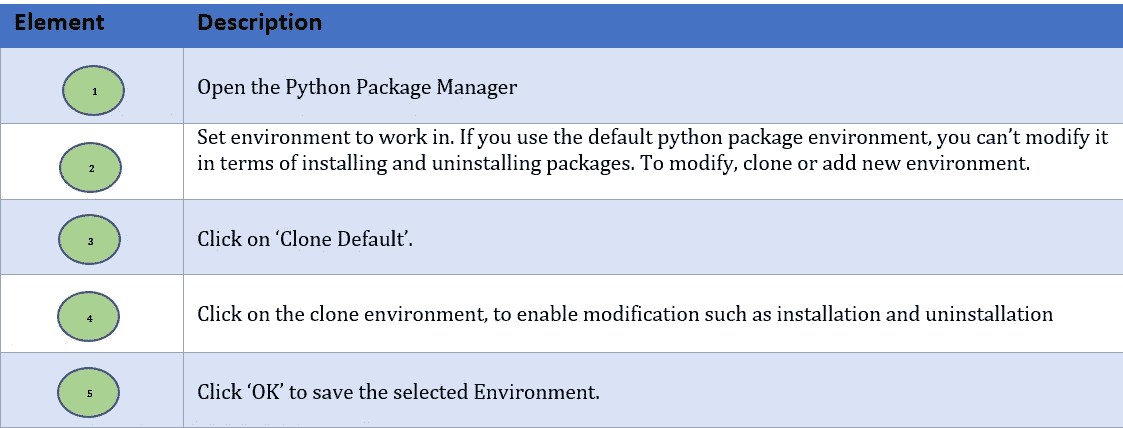 Element Description
1 Open the Python Package Manager
Set environment to work in. If you use the default python package environment, you can’t modify it
2 in terms of installing and uninstalling packages. To modify, clone or add new environment.
3 Click on ‘Clone Default’.
4 Click on the clone environment, to enable modification such as installation and uninstallation
5 Click ‘OK’ to save the selected Environment.